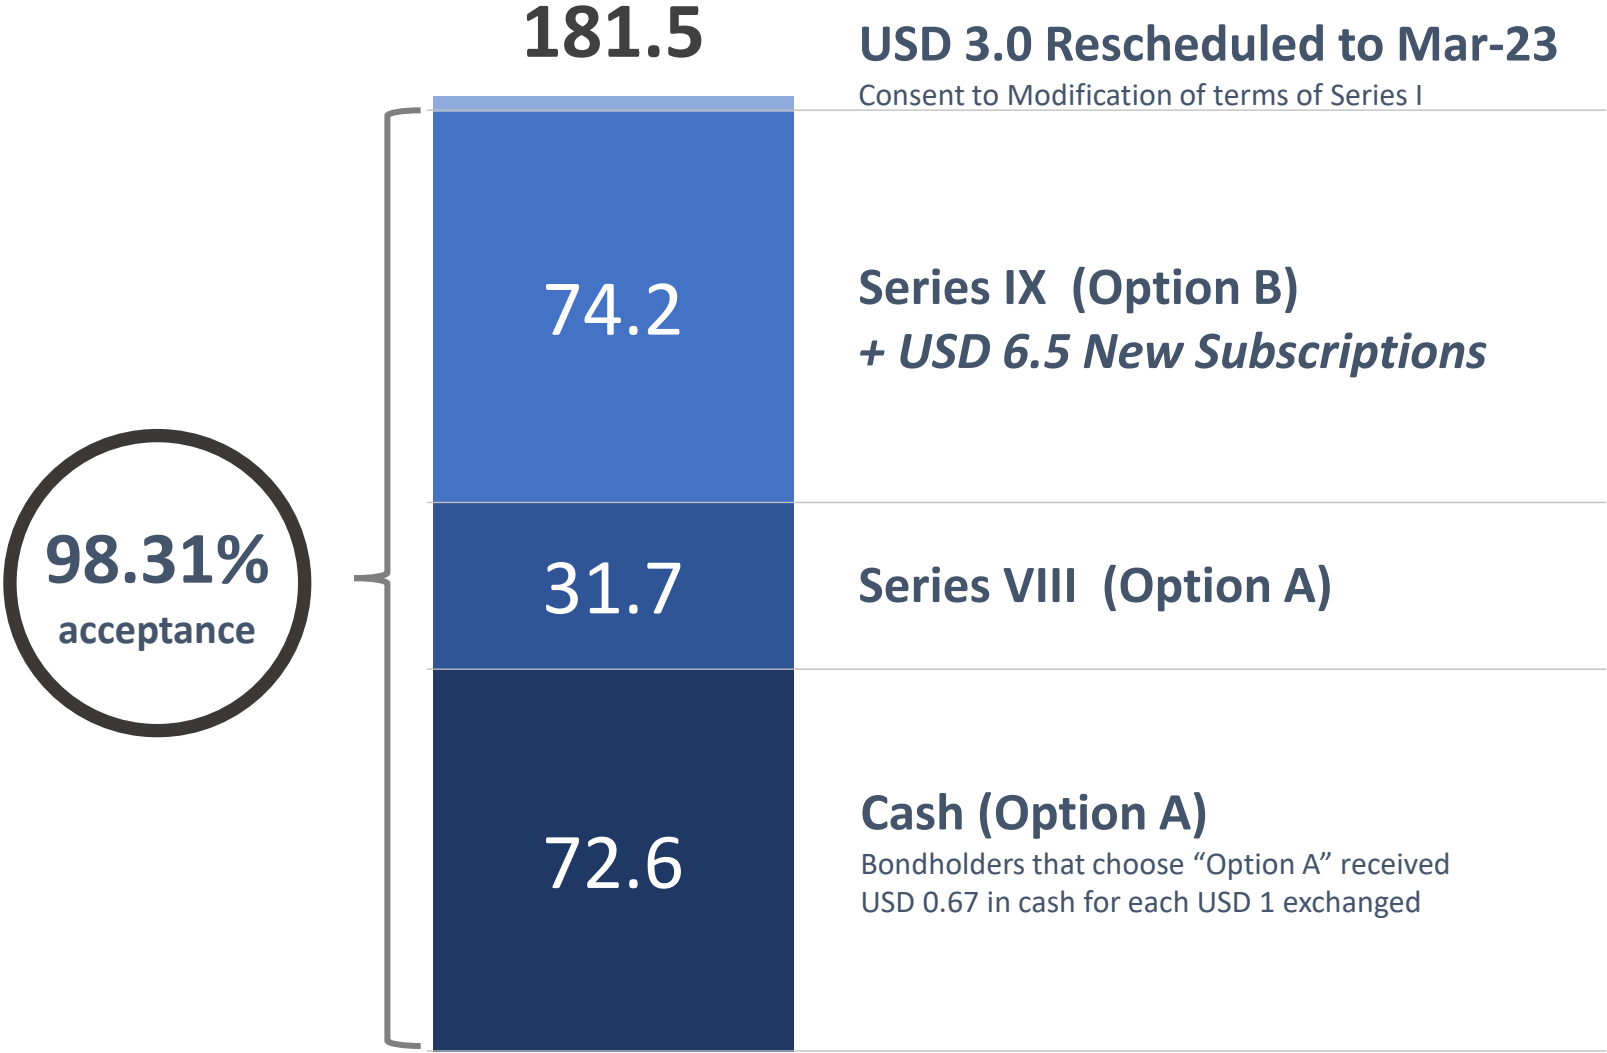 181.5
USD 3.0 Rescheduled to Mar-23
Consent to Modification of terms of Series I
74.2
Series IX (Option B)
+ USD 6.5 New Subscriptions
98.31%
acceptance
31.7
Series VIII (Option A)
72.6
Cash (Option A)
Bondholders that choose “Option A” received
USD 0.67 in cash for each USD 1 exchanged